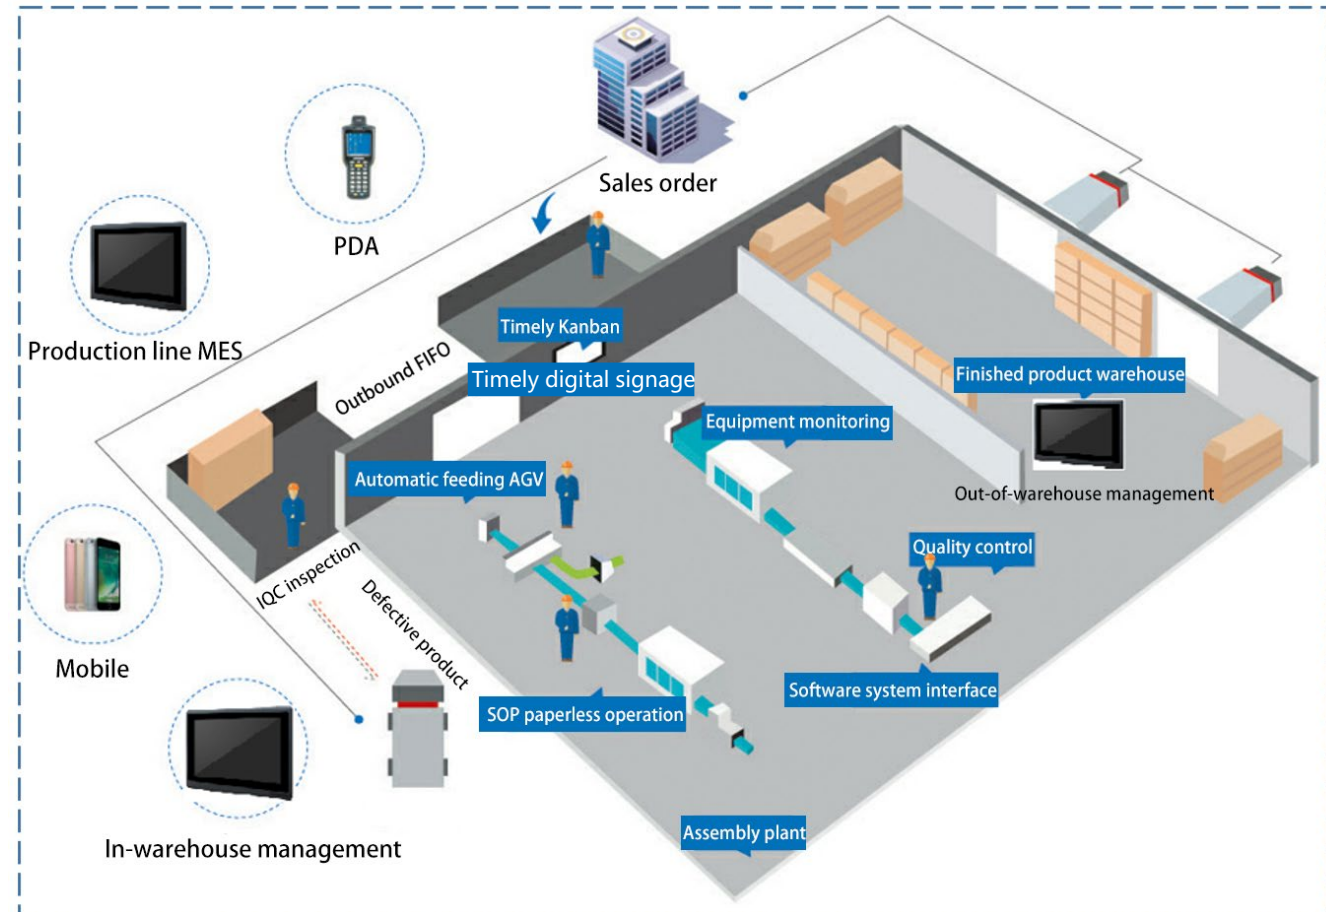 Sales order
PDA
Production line MES
Outbound FIFO
Timely Kanban
Timely digital signage
Finished product warehouse
Equipment monitoring
Automatic feeding AGV
Out-of-warehouse management
Quality control
IQC inspection
Defective product
Mobile
Software system interface
SOP paperless operation
In-warehouse management
Assembly plant